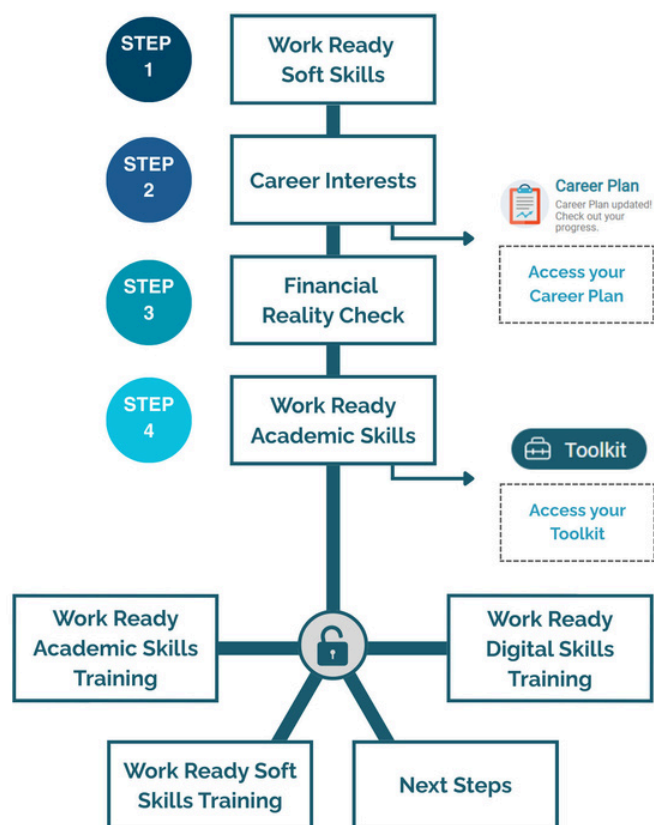 STEP
1
Work Ready
Soft Skills
STEP
2
Career Interests
Career Plan
Career Plan updated!
Check out your
progress.
Access your
Career Plan
STEP
3
Financial
Reality Check
STEP
4
Work Ready
Academic Skills
Toolkit
Access your
Toolkit
Work Ready
Academic Skills
Training
Work Ready
Digital Skills
Training
Work Ready Soft
Skills Training
Next Steps